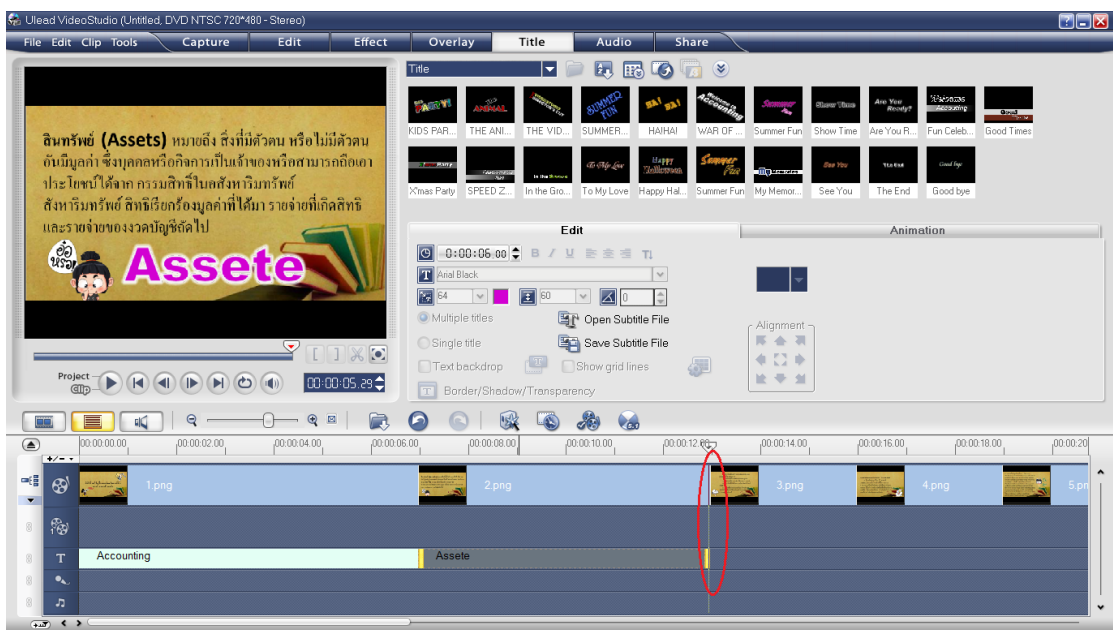 Ulead VideoStudio (Untitled, DVD NTSC 720*480 - Stereo)
File Edit Clip Tools Capture Edit Effect Overlay Title Audio Share
Title
KIDS PAR... THE ANI... THE VID... SUMMER... HAIHA! WAR OF ... Summer Fun Show Time Are You R... Fun Celeb... Good Times
X'mas Party SPEED Z... In the Gro... To My Love Happy Hal... Summer Fun My Memor... See You The End Good bye
สินทรัพย์ (Assets) หมายถึง สิ่งที่มีตัวตน หรือไม่มีตัวตน
อันมีมูลค่า ซึ่งบุคคลหรือกิจการเป็นเจ้าของหรือสามารถถือเอา
ประโยชน์ได้จาก กรรมสิทธิ์ในอสังหาริมทรัพย์
สังหาริมทรัพย์ สิทธิเรียกร้องมูลค่าที่ได้มา รายจ่ายที่เกิดสิทธิ
และรายจ่ายของงวดบัญชีถัดไป
อ๋อ
หรอ
Assete
Edit Animation
0:00:06.00 B I U
Arial Black
64 60 0
Multiple titles Open Subtitle File
Single title Save Subtitle File
Text backdrop Show grid lines
Border/Shadow/Transparency
Alignment
Project
Clip
00:00:05.29
00:00:00.00 00:00:02.00 00:00:04.00 00:00:06.00 00:00:08.00 00:00:10.00 00:00:12.00 00:00:14.00 00:00:16.00 00:00:18.00 00:00:20
1.png 2.png 3.png 4.png 5.pn
Accounting Assete